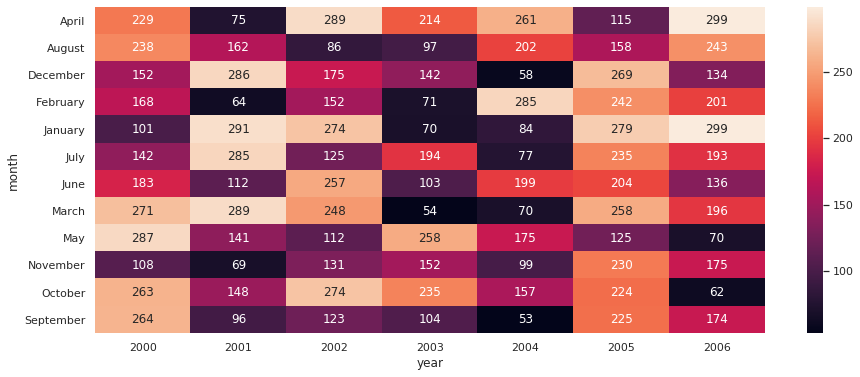 month
April 229 75 289 214 261 115 299
August 238 162 86 97 202 158 243
December 152 286 175 142 58 269 134
February 168 64 152 71 285 242 201
January 101 291 274 70 84 279 299
July 142 285 125 194 77 235 193
June 183 112 257 103 199 204 136
March 271 289 248 54 70 258 196
May 287 141 112 258 175 125 70
November 108 69 131 152 99 230 175
October 263 148 274 235 157 224 62
September 264 96 123 104 53 225 174
2000 2001 2002 2003 2004 2005 2006
year
250
200
150
100